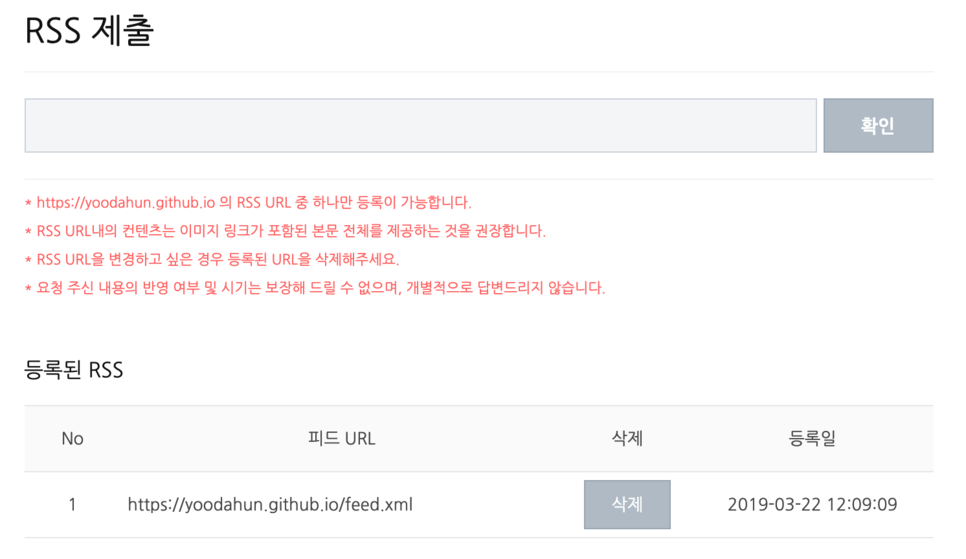 RSS 제출
확인
* https://yoodahun.github.io 의 RSS URL 중 하나만 등록이 가능합니다.
* RSS URL내의 컨텐츠는 이미지 링크가 포함된 본문 전체를 제공하는 것을 권장합니다.
* RSS URL을 변경하고 싶은 경우 등록된 URL을 삭제해주세요.
* 요청 주신 내용의 반영 여부 및 시기는 보장해 드릴 수 없으며, 개별적으로 답변드리지 않습니다.
등록된 RSS
No 피드 URL 삭제 등록일
1 https://yoodahun.github.io/feed.xml 삭제 2019-03-22 12:09:09